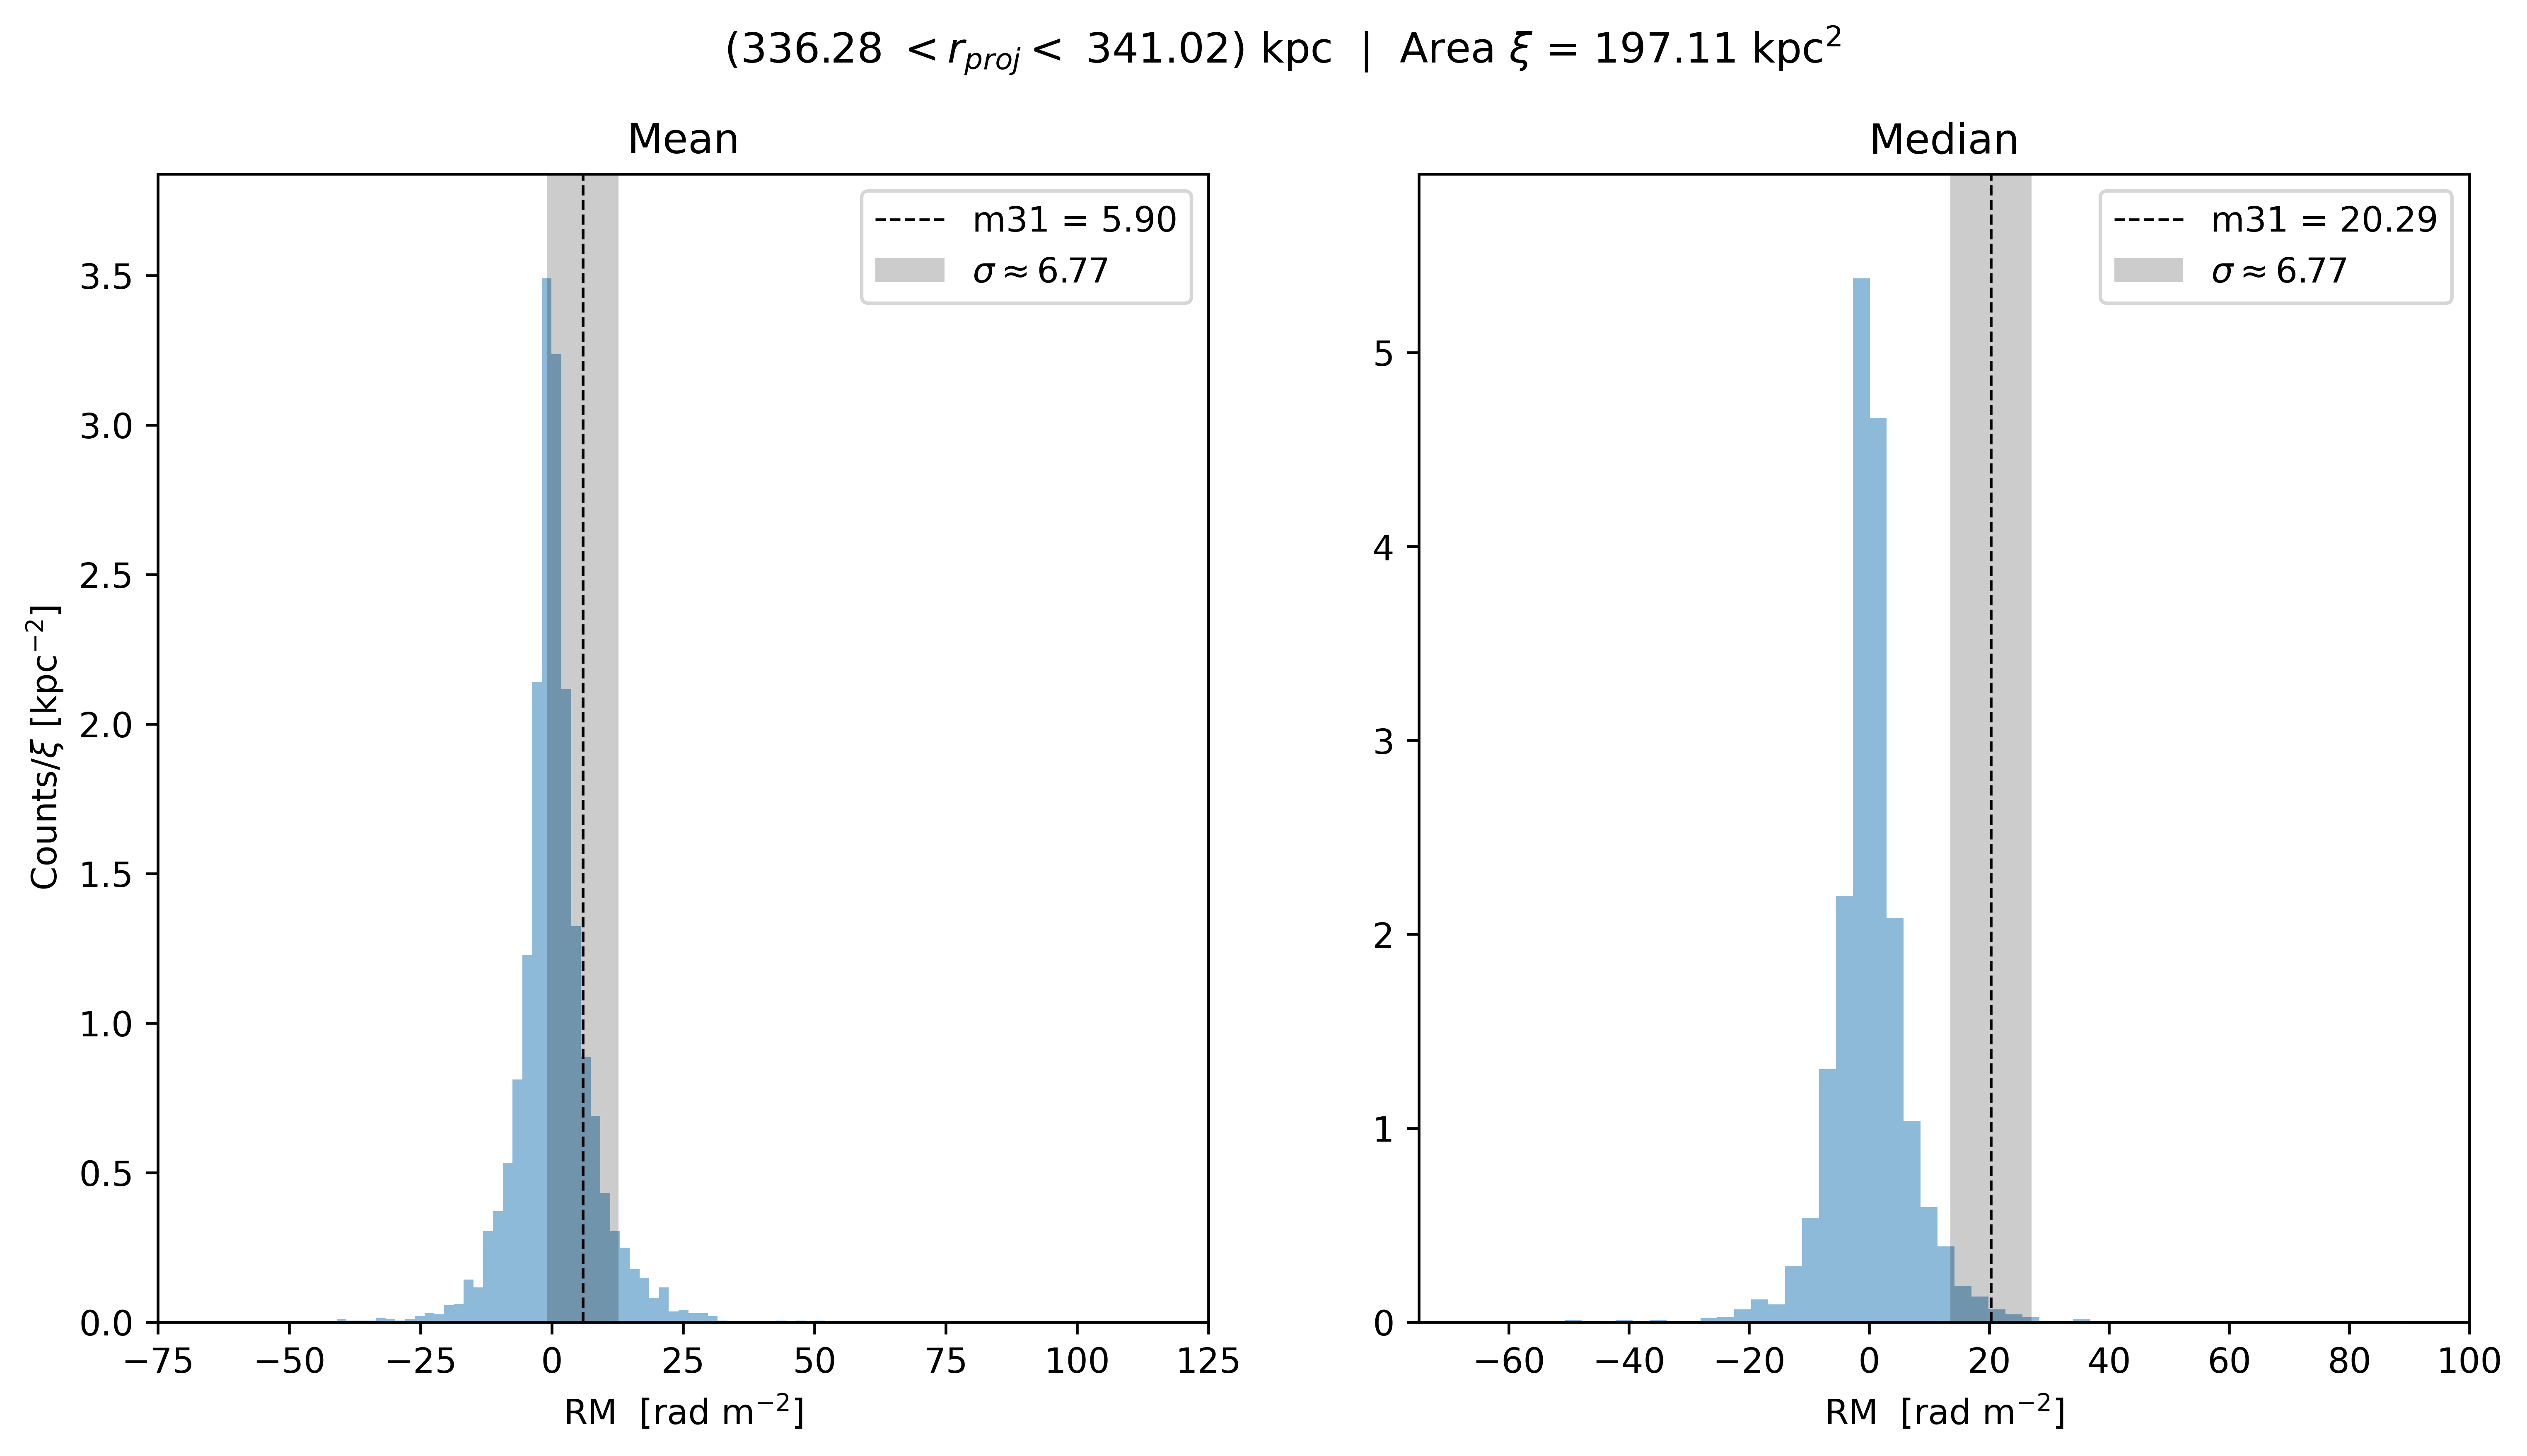 (336.28 < r_proj < 341.02) kpc | Area ξ = 197.11 kpc²
Mean
m31 = 5.90
σ ≈ 6.77
Counts/ξ [kpc⁻²]
3.5
3.0
2.5
2.0
1.5
1.0
0.5
0.0
−75 −50 −25 0 25 50 75 100 125
RM [rad m⁻²]
Median
m31 = 20.29
σ ≈ 6.77
5
4
3
2
1
0
−60 −40 −20 0 20 40 60 80 100
RM [rad m⁻²]